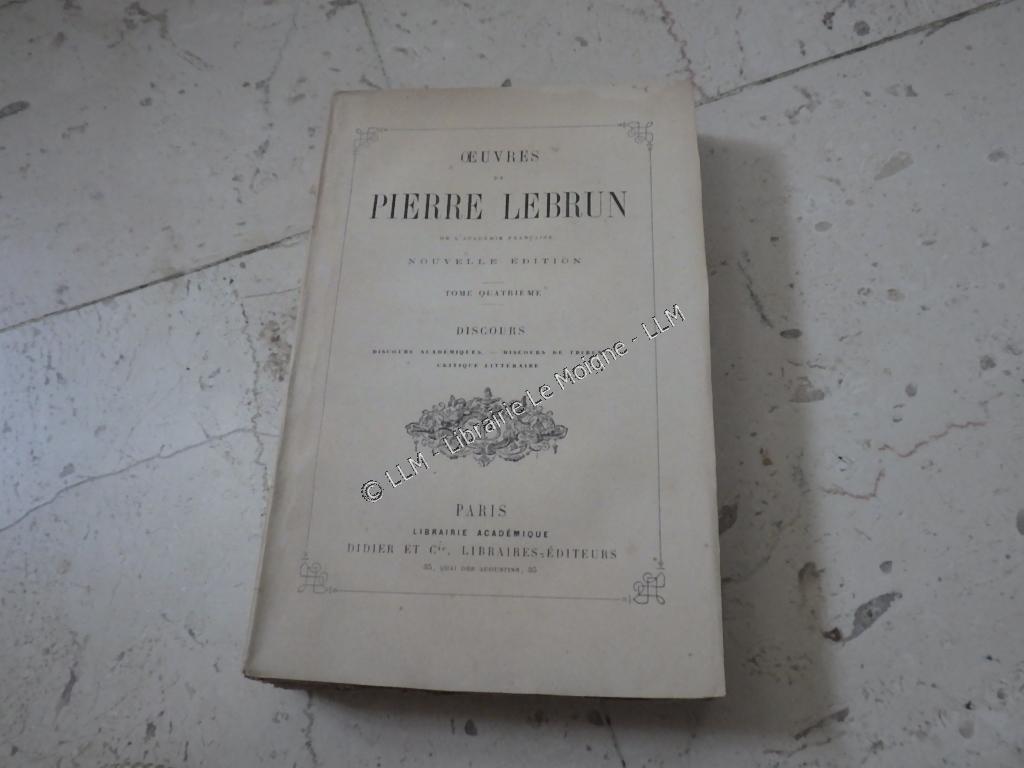 ŒUVRES
DE
PIERRE LEBRUN
DE L'ACADÉMIE FRANÇAISE
NOUVELLE ÉDITION
TOME QUATRIÈME
DISCOURS
DISCOURS ACADÉMIQUES. — DISCOURS DE
CRITIQUE LITTÉRAIRE
© LLM - Librairie Le Moigne - LLM
PARIS
LIBRAIRIE ACADÉMIQUE
DIDIER ET Cie, LIBRAIRES-ÉDITEURS
35, QUAI DES AUGUSTINS, 35